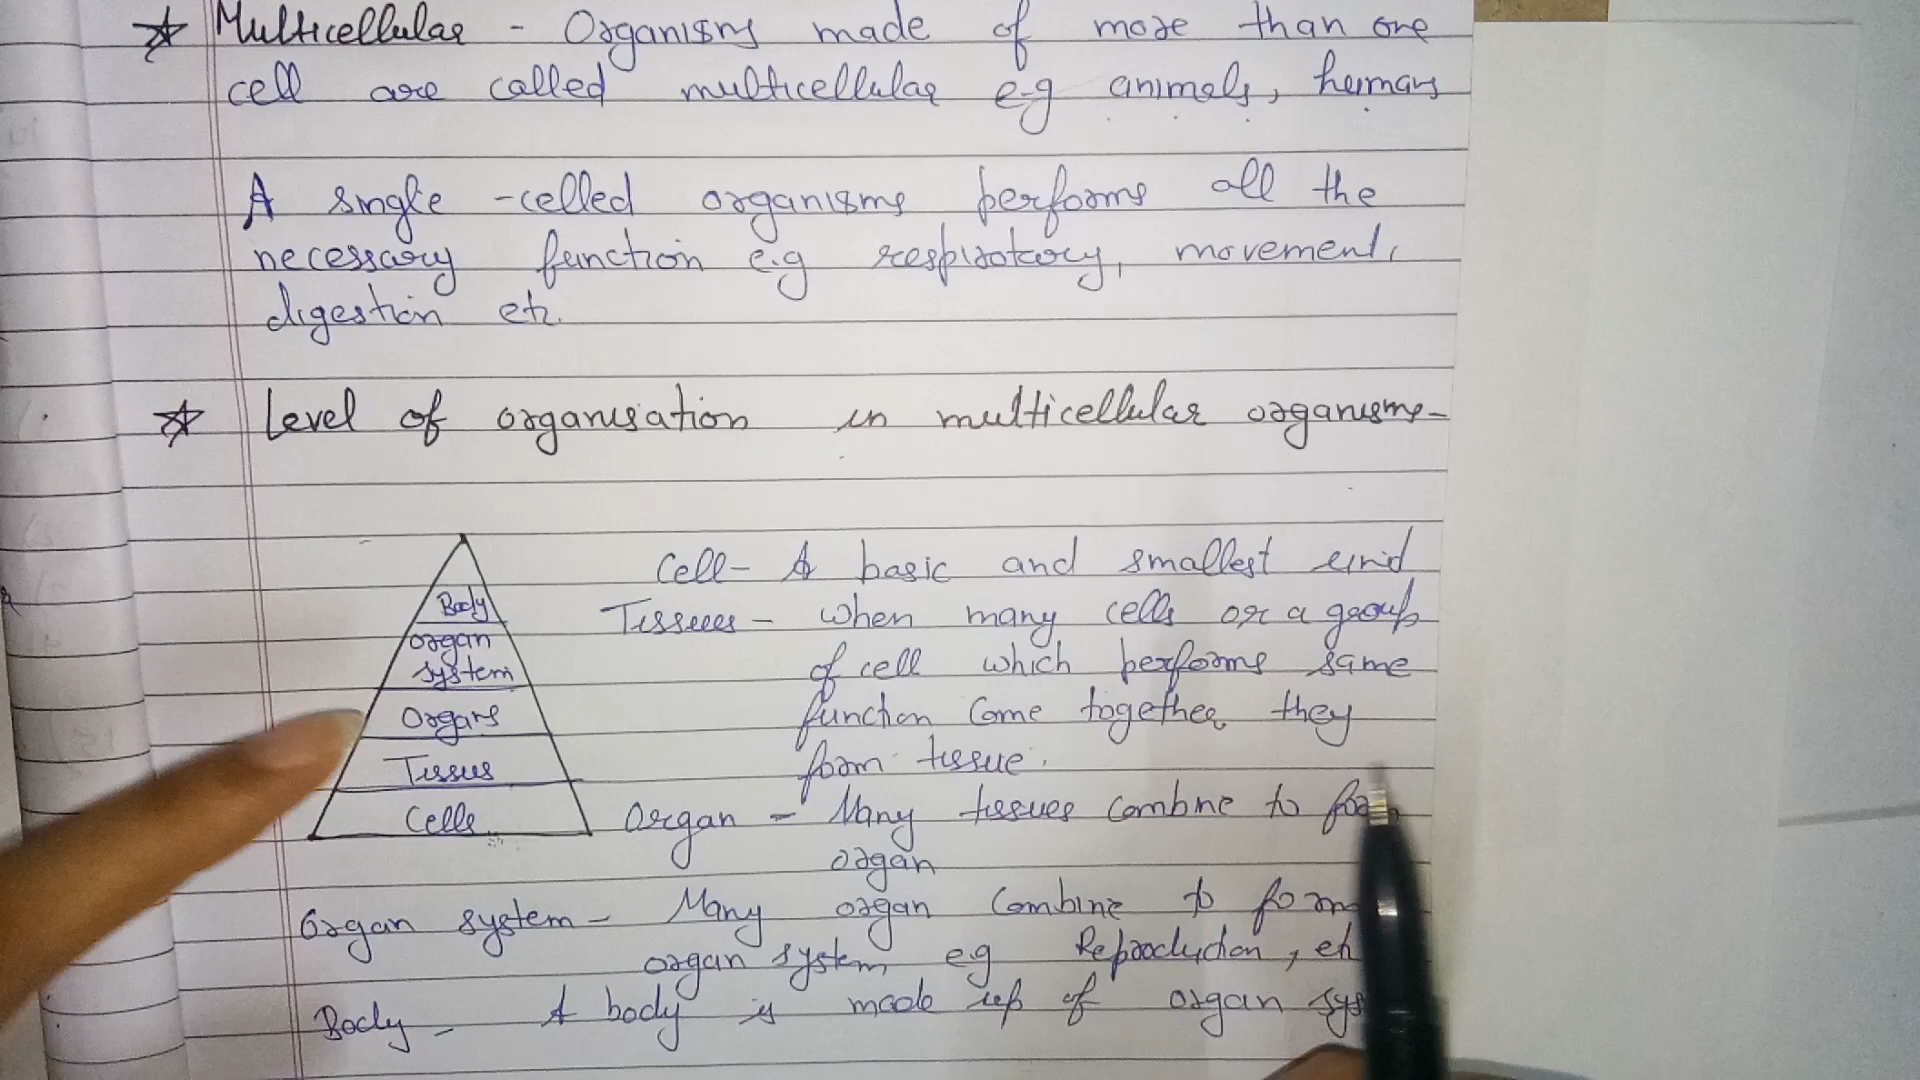 Multicellular - Organisms made of more than one
cell are called multicellular e.g animals, humans
A single -celled organisms performs all the
necessary function e.g respiratory, movement,
digestion etc.
Level of organisation in multicellular organisms-
Body
organ
system
Organs
Tissues
Cells
Cell - A basic and smallest unid
Tissues - When many cells or a group
of cell which performs same
function come together they
form tissue.
Organ - Many tissues combine to
organ
Organ system - Many organ combine to form
organ system eg Reproduction,
Body - A body is made up of organ